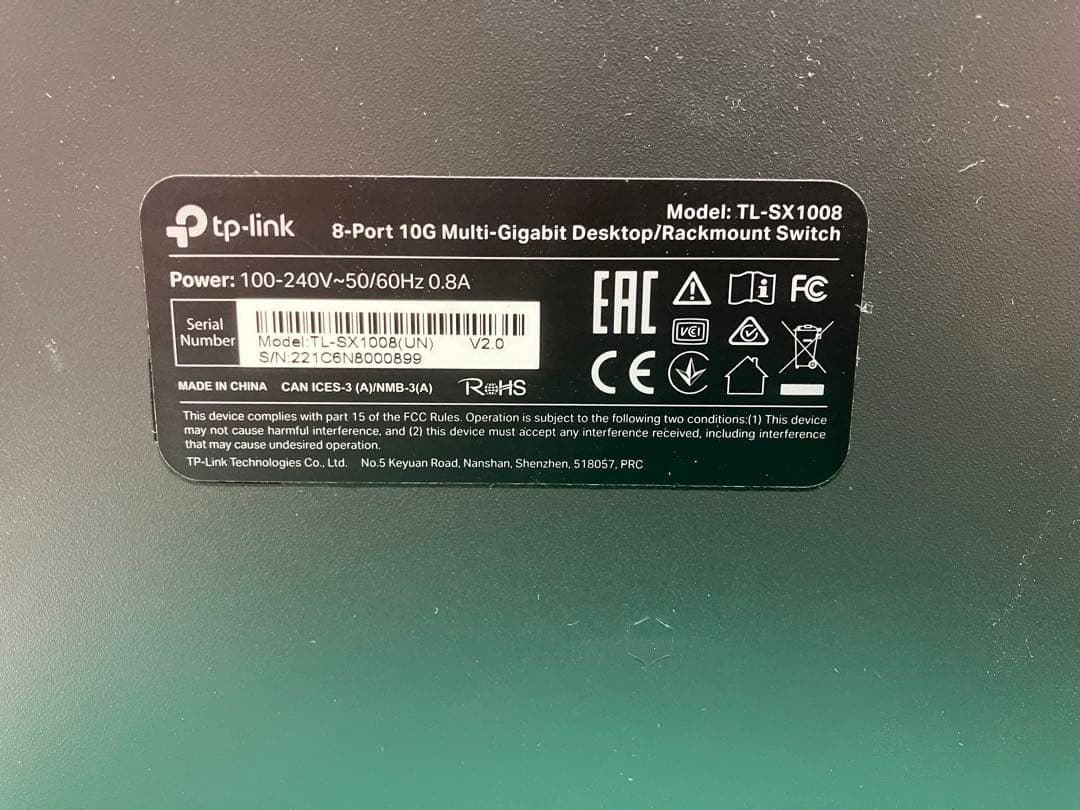 tp-link
Model: TL-SX1008
8-Port 10G Multi-Gigabit Desktop/Rackmount Switch
Power: 100-240V~50/60Hz 0.8A
Serial
Number
Model:TL-SX1008(UN) V2.0
S/N:221C6N8000899
EAC
i
FC
VCI
CE
MADE IN CHINA CAN ICES-3 (A)/NMB-3(A) RoHS
This device complies with part 15 of the FCC Rules. Operation is subject to the following two conditions:(1) This device
may not cause harmful interference, and (2) this device must accept any interference received, including interference
that may cause undesired operation.
TP-Link Technologies Co., Ltd. No.5 Keyuan Road, Nanshan, Shenzhen, 518057, PRC